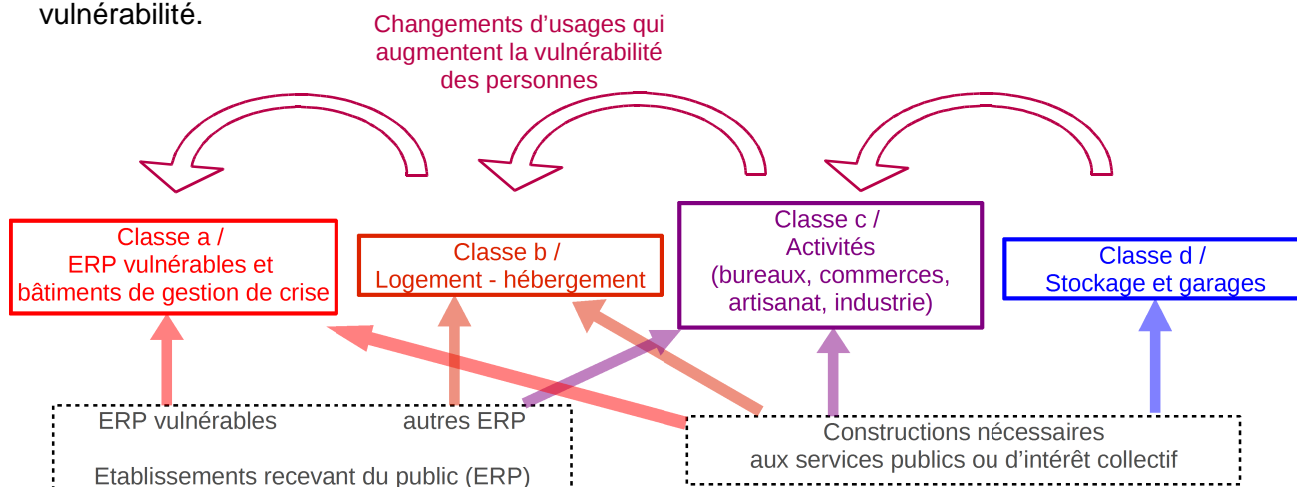 vulnérabilité.
Changements d’usages qui
augmentent la vulnérabilité
des personnes
Classe a /
ERP vulnérables et
bâtiments de gestion de crise
Classe b /
Logement - hébergement
Classe c /
Activités
(bureaux, commerces,
artisanat, industrie)
Classe d /
Stockage et garages
ERP vulnérables
autres ERP
Etablissements recevant du public (ERP)
Constructions nécessaires
aux services publics ou d’intérêt collectif